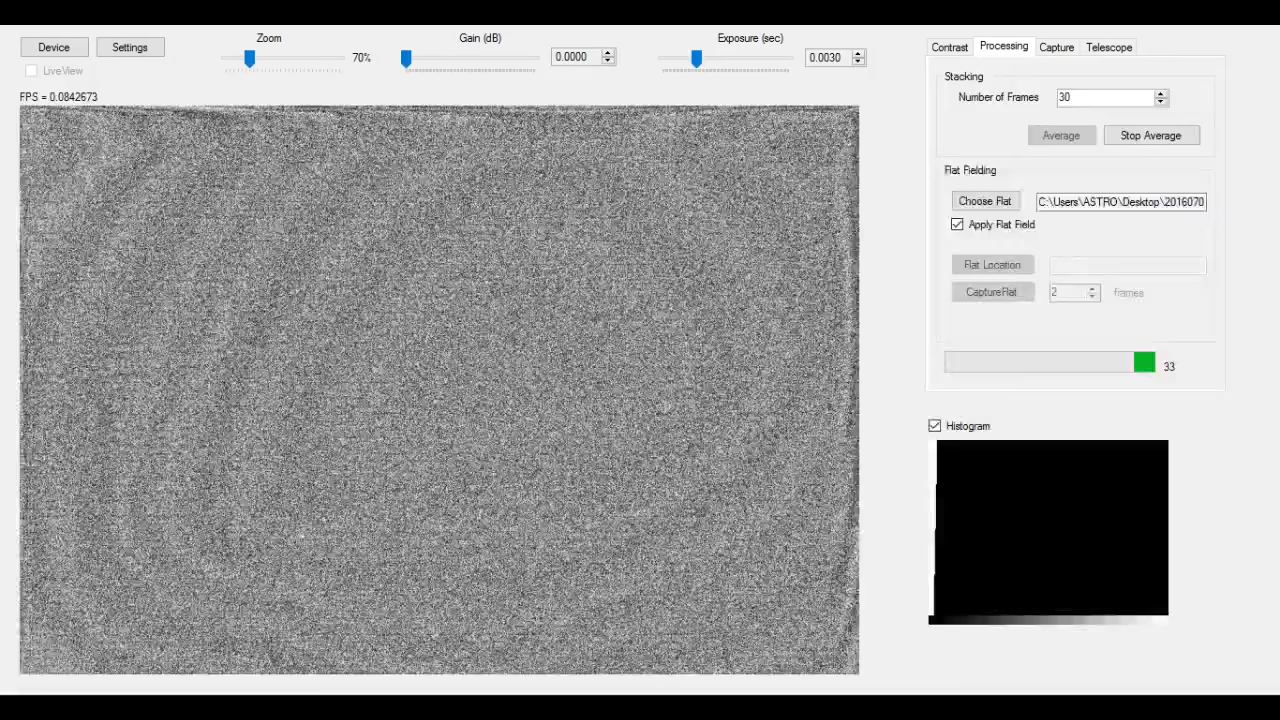 Device
Settings
Zoom
Gain (dB)
Exposure (sec)
70%
0.0000
0.0030
LiveView
FPS = 0.0842673
Contrast
Processing
Capture
Telescope
Stacking
Number of Frames
30
Average
Stop Average
Flat Fielding
Choose Flat
C:\Users\ASTRO\Desktop\2016070
Apply Flat Field
Flat Location
CaptureFlat
2
frames
33
Histogram